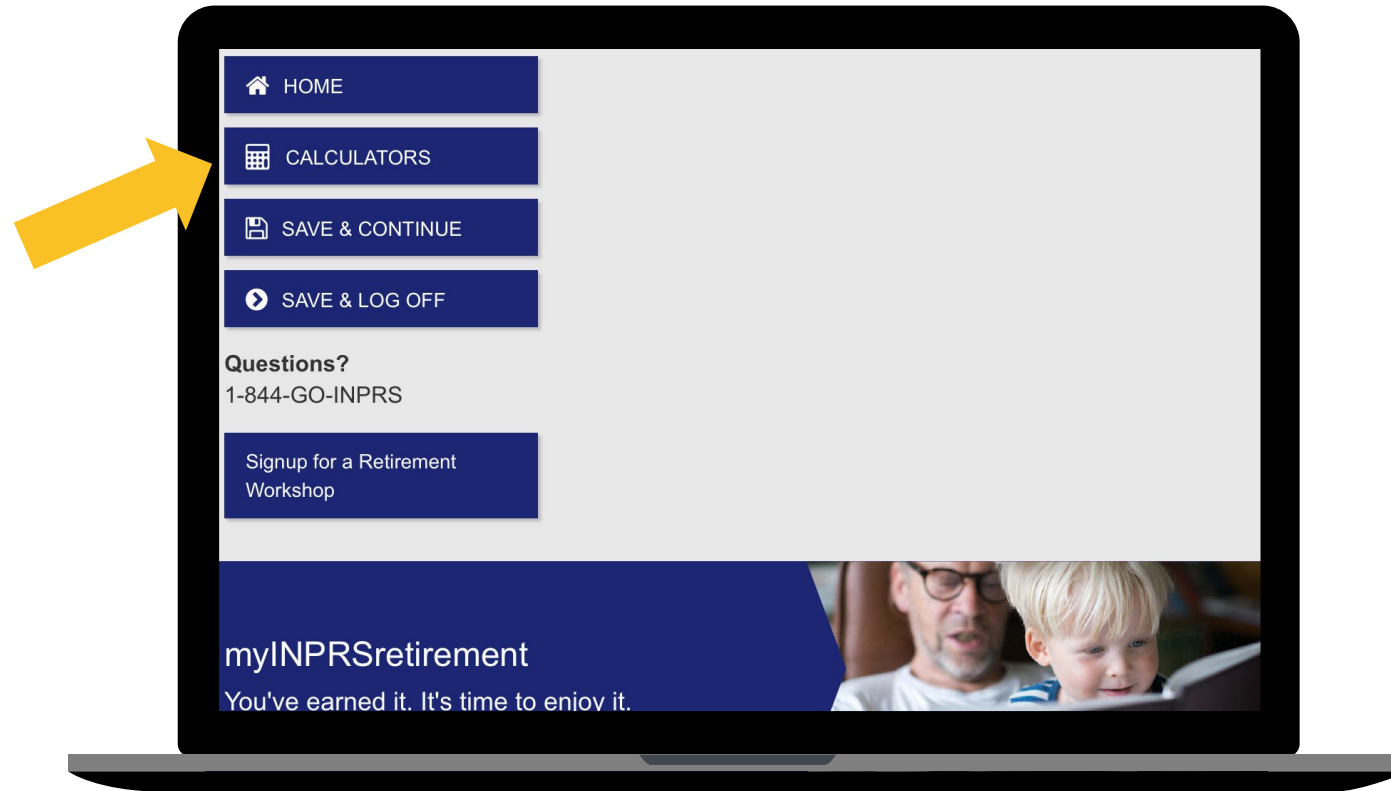 HOME
CALCULATORS
SAVE & CONTINUE
SAVE & LOG OFF
Questions?
1-844-GO-INPRS
Signup for a Retirement
Workshop
myINPRSretirement
You've earned it. It's time to enjoy it.